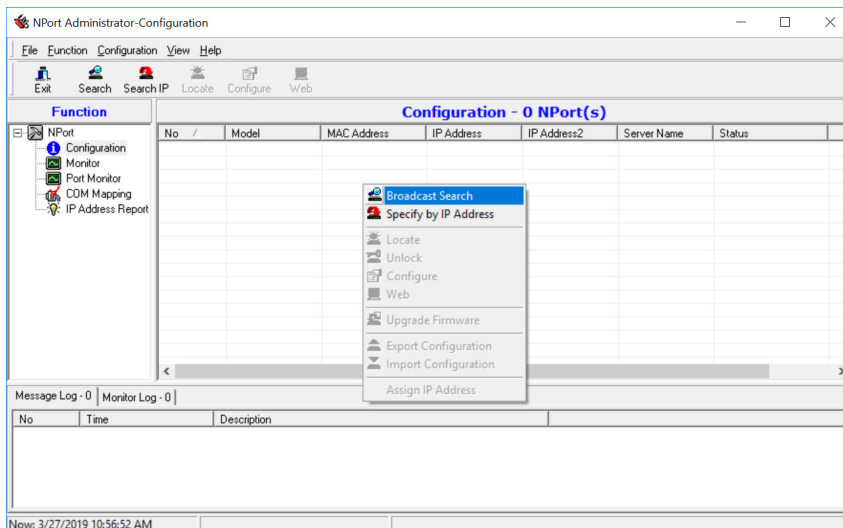 NPort Administrator-Configuration
File Function Configuration View Help
Exit Search Search IP Locate Configure Web
Function
Configuration - 0 NPort(s)
NPort
Configuration
Monitor
Port Monitor
COM Mapping
IP Address Report
No Model MAC Address IP Address IP Address2 Server Name Status
Broadcast Search
Specify by IP Address
Locate
Unlock
Configure
Web
Upgrade Firmware
Export Configuration
Import Configuration
Assign IP Address
Message Log - 0 Monitor Log - 0
No Time Description
Now: 3/27/2019 10:56:52 AM